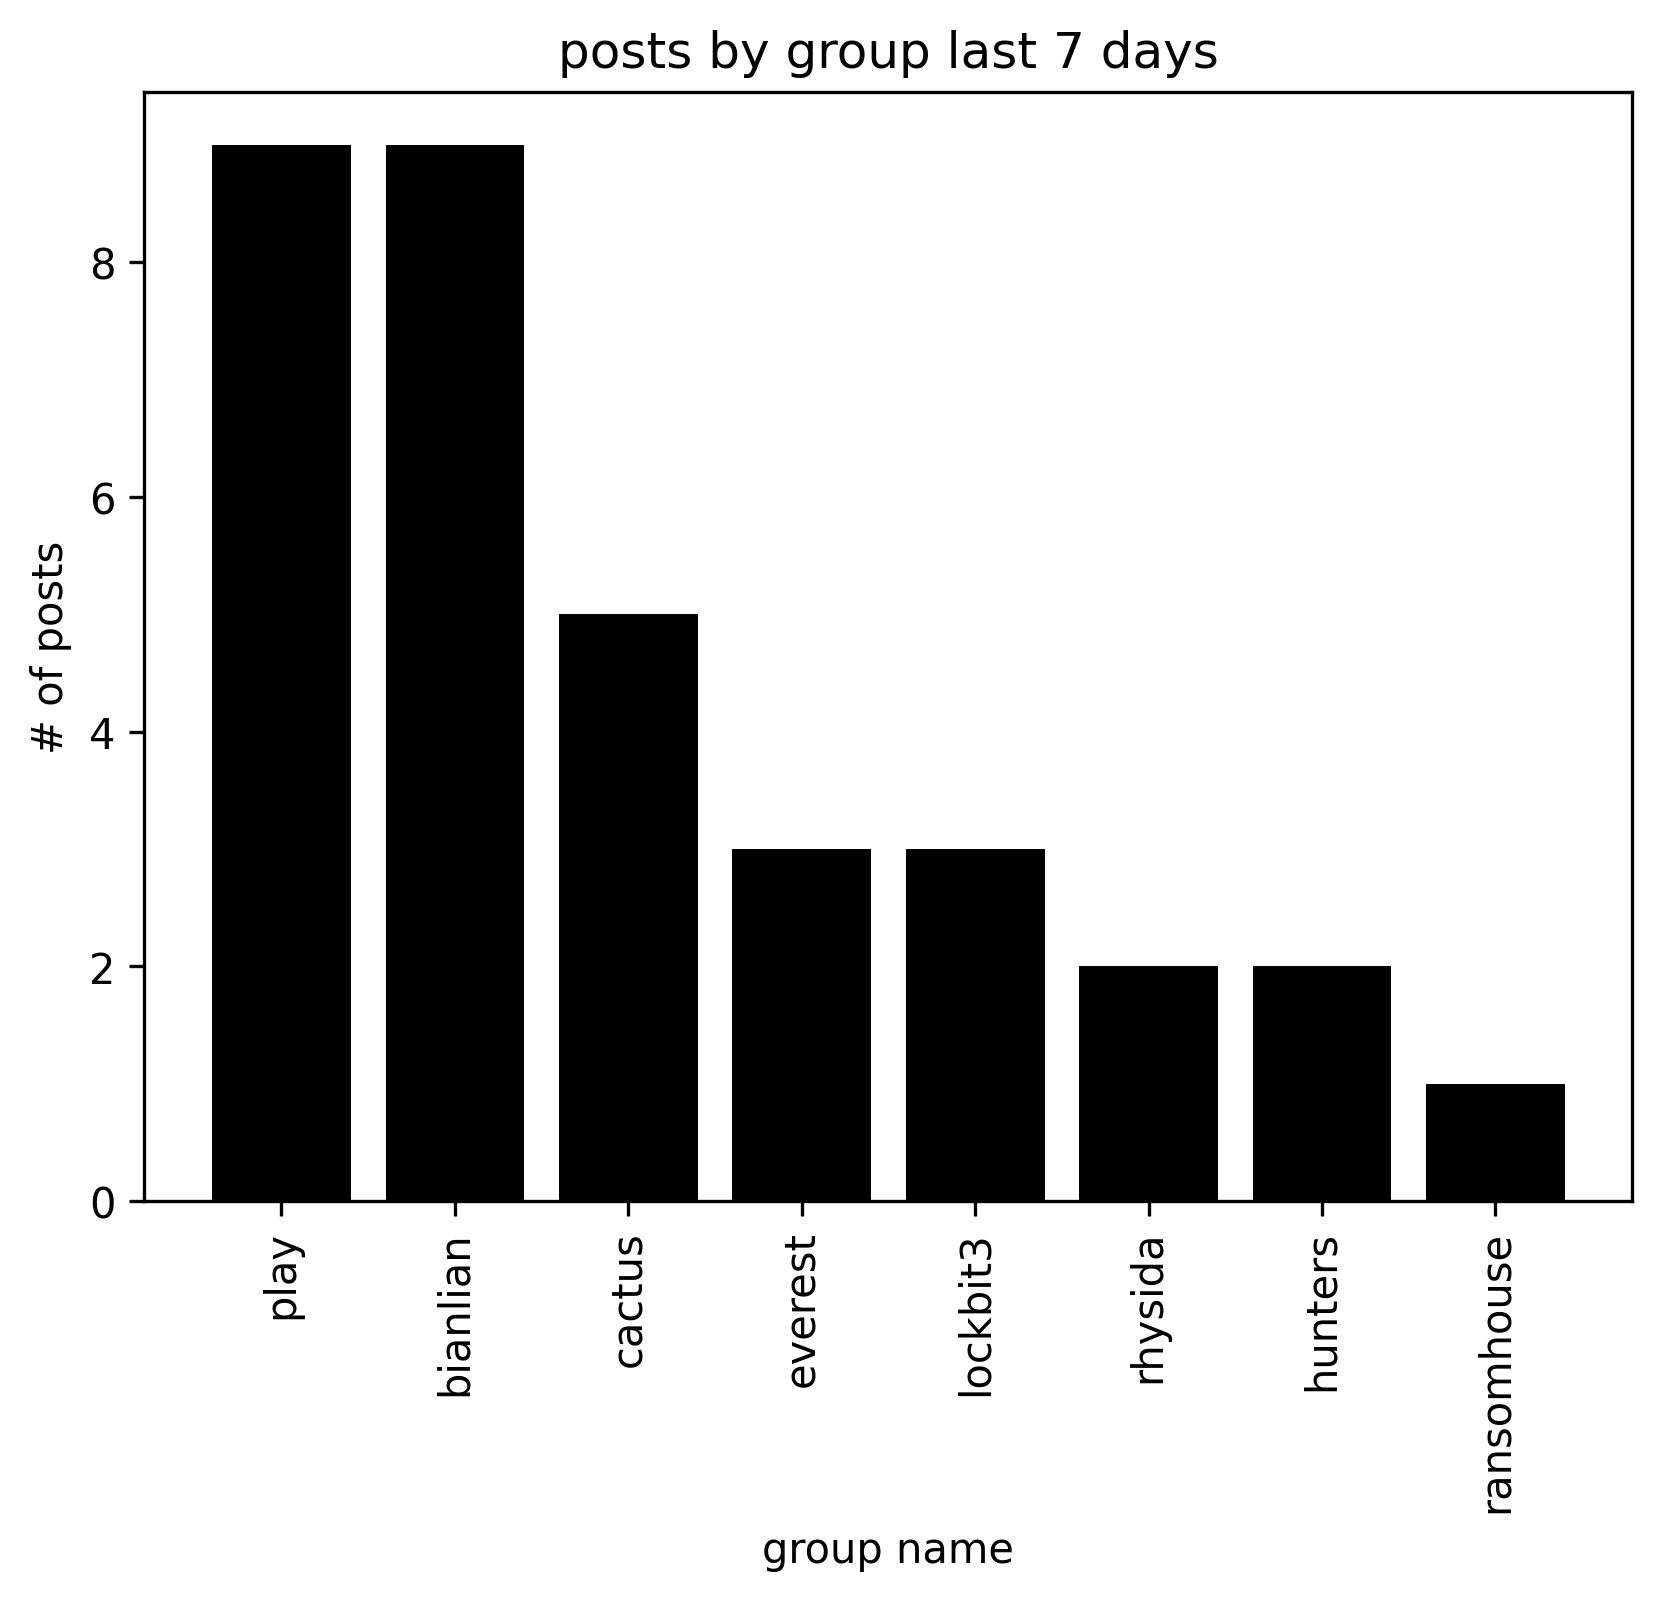 posts by group last 7 days
# of posts
8
6
4
2
0
play
bianlian
cactus
everest
lockbit3
rhysida
hunters
ransomhouse
group name